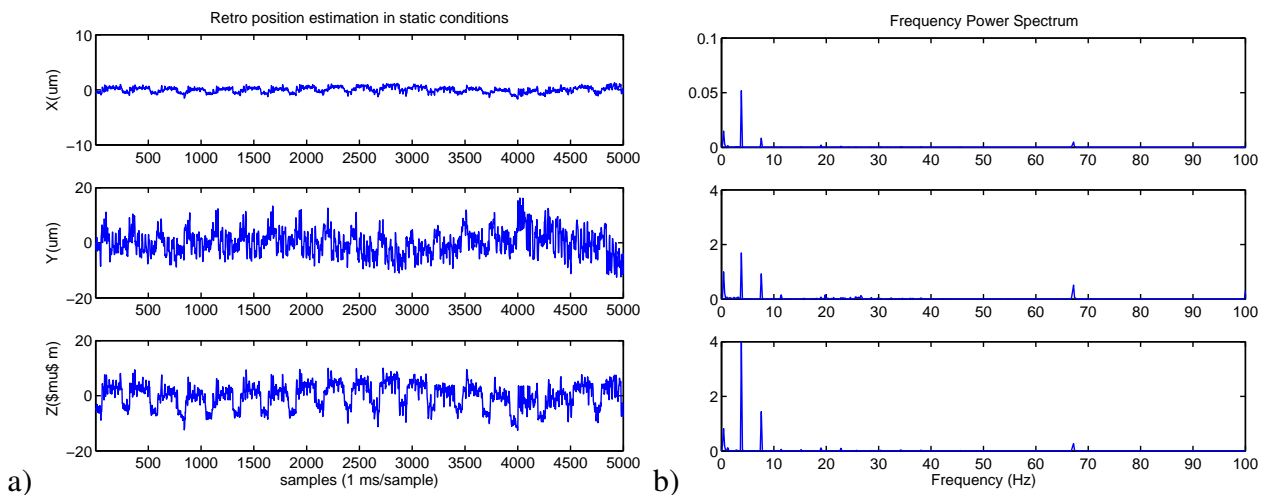 Retro position estimation in static conditions
10
0
−10
X(um)
500 1000 1500 2000 2500 3000 3500 4000 4500 5000
20
0
−20
Y(um)
500 1000 1500 2000 2500 3000 3500 4000 4500 5000
20
0
−20
Z($mu$ m)
500 1000 1500 2000 2500 3000 3500 4000 4500 5000
samples (1 ms/sample)
a)
Frequency Power Spectrum
0.1
0.05
0
0 10 20 30 40 50 60 70 80 90 100
4
2
0
0 10 20 30 40 50 60 70 80 90 100
4
2
0
0 10 20 30 40 50 60 70 80 90 100
Frequency (Hz)
b)